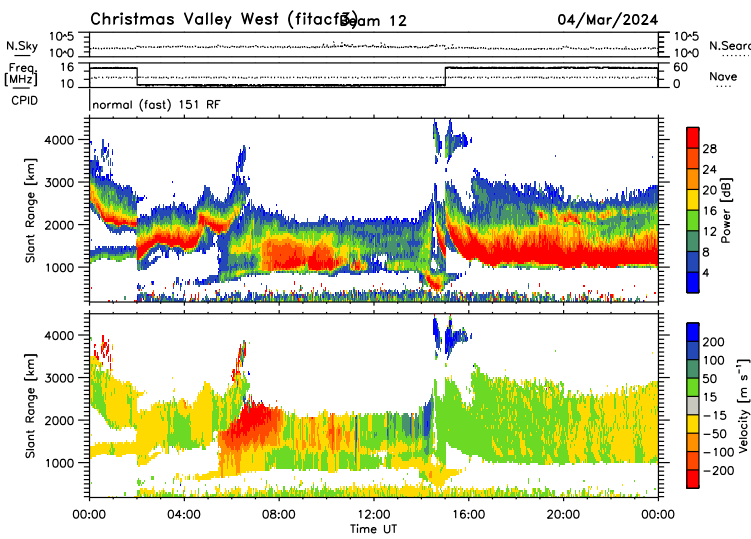 Christmas Valley West (fitacf3) Beam 12 04/Mar/2024
N.Sky 10^5 10^0 10^5 10^0 N.Sear
Freq [MHz] 16 10 60 0 Nave
CPID normal (fast) 151 RF
Slant Range [km] 4000 3000 2000 1000
Power [dB] 28 24 20 16 12 8 4
Slant Range [km] 4000 3000 2000 1000
Velocity [m s⁻¹] 200 100 50 15 -15 -50 -100 -200
00:00 04:00 08:00 12:00 16:00 20:00 00:00
Time UT